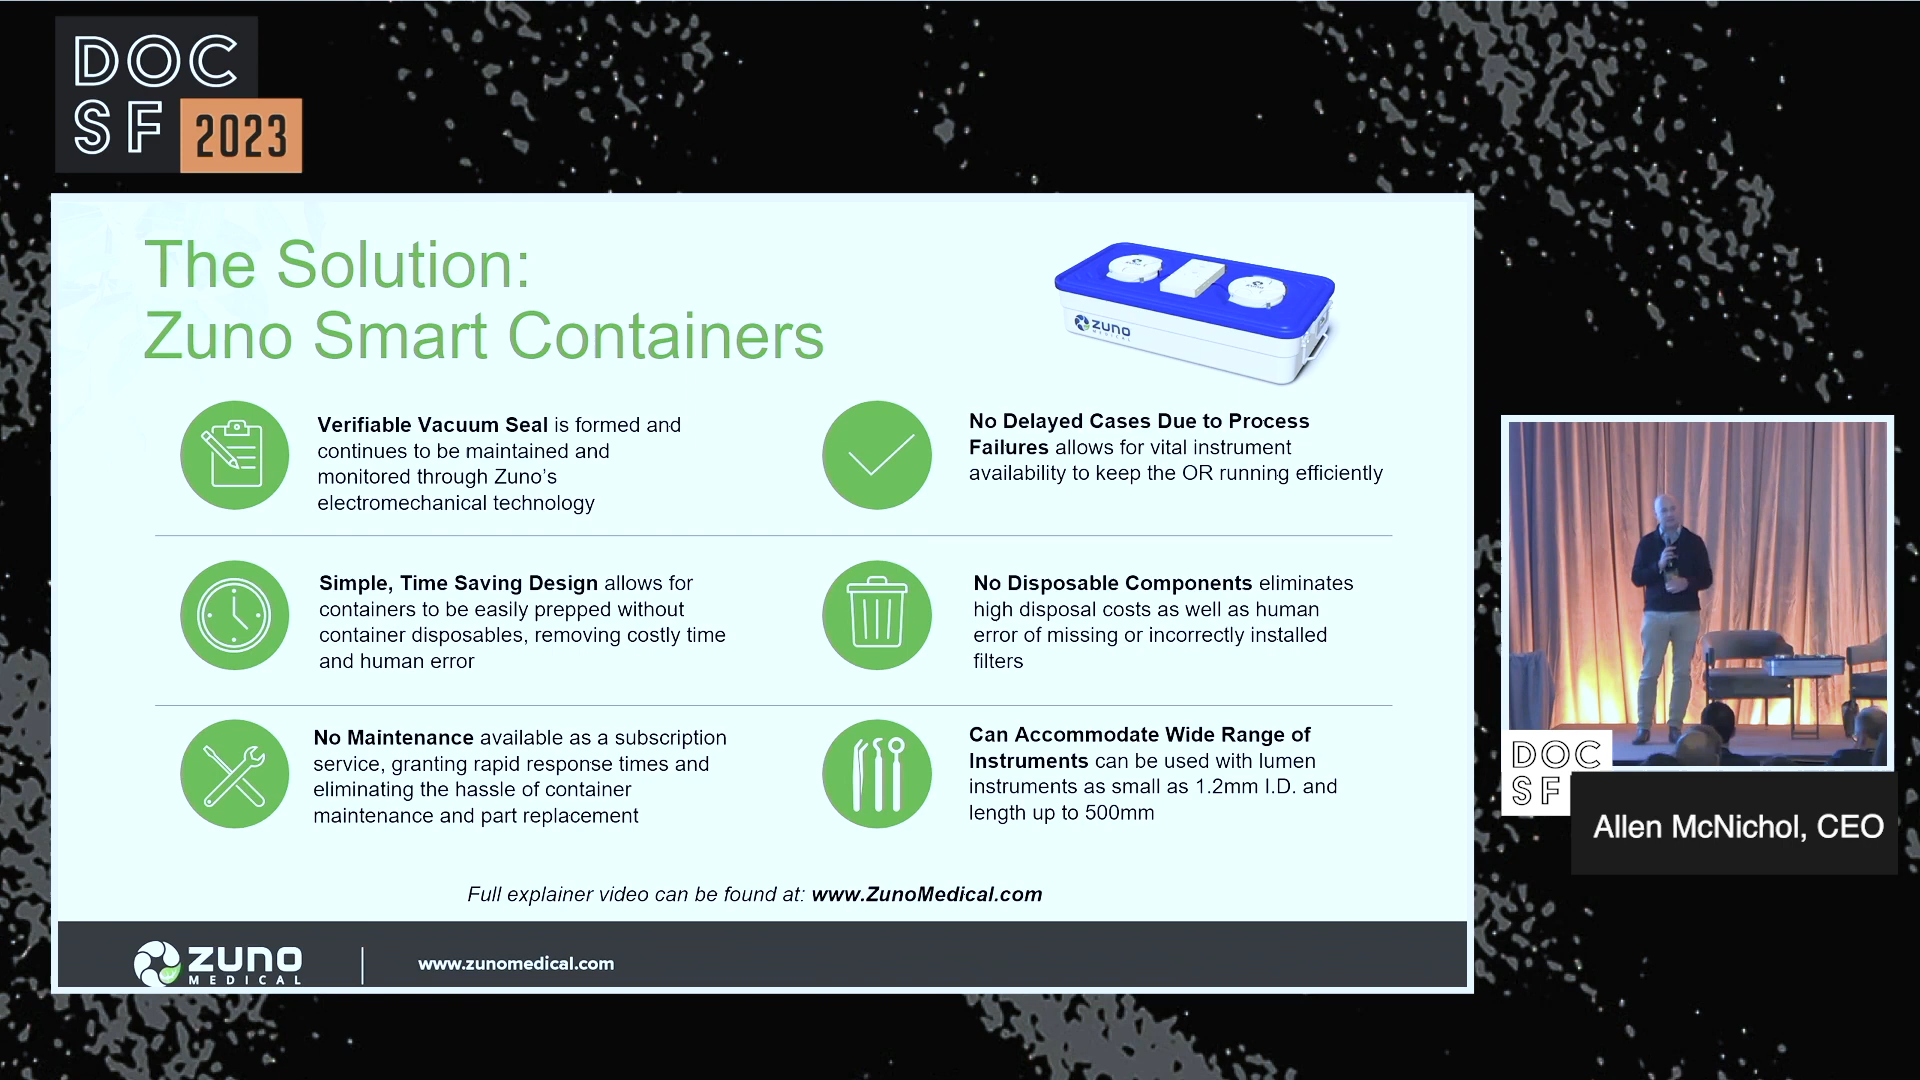 DOC
SF 2023
The Solution:
Zuno Smart Containers
ZUNO
MEDICAL
Verifiable Vacuum Seal is formed and
continues to be maintained and
monitored through Zuno's
electromechanical technology
No Delayed Cases Due to Process
Failures allows for vital instrument
availability to keep the OR running efficiently
Simple, Time Saving Design allows for
containers to be easily prepped without
container disposables, removing costly time
and human error
No Disposable Components eliminates
high disposal costs as well as human
error of missing or incorrectly installed
filters
No Maintenance available as a subscription
service, granting rapid response times and
eliminating the hassle of container
maintenance and part replacement
Can Accommodate Wide Range of
Instruments can be used with lumen
instruments as small as 1.2mm I.D. and
length up to 500mm
Full explainer video can be found at: www.ZunoMedical.com
ZUNO
MEDICAL
www.zunomedical.com
DOC
SF
Allen McNichol, CEO